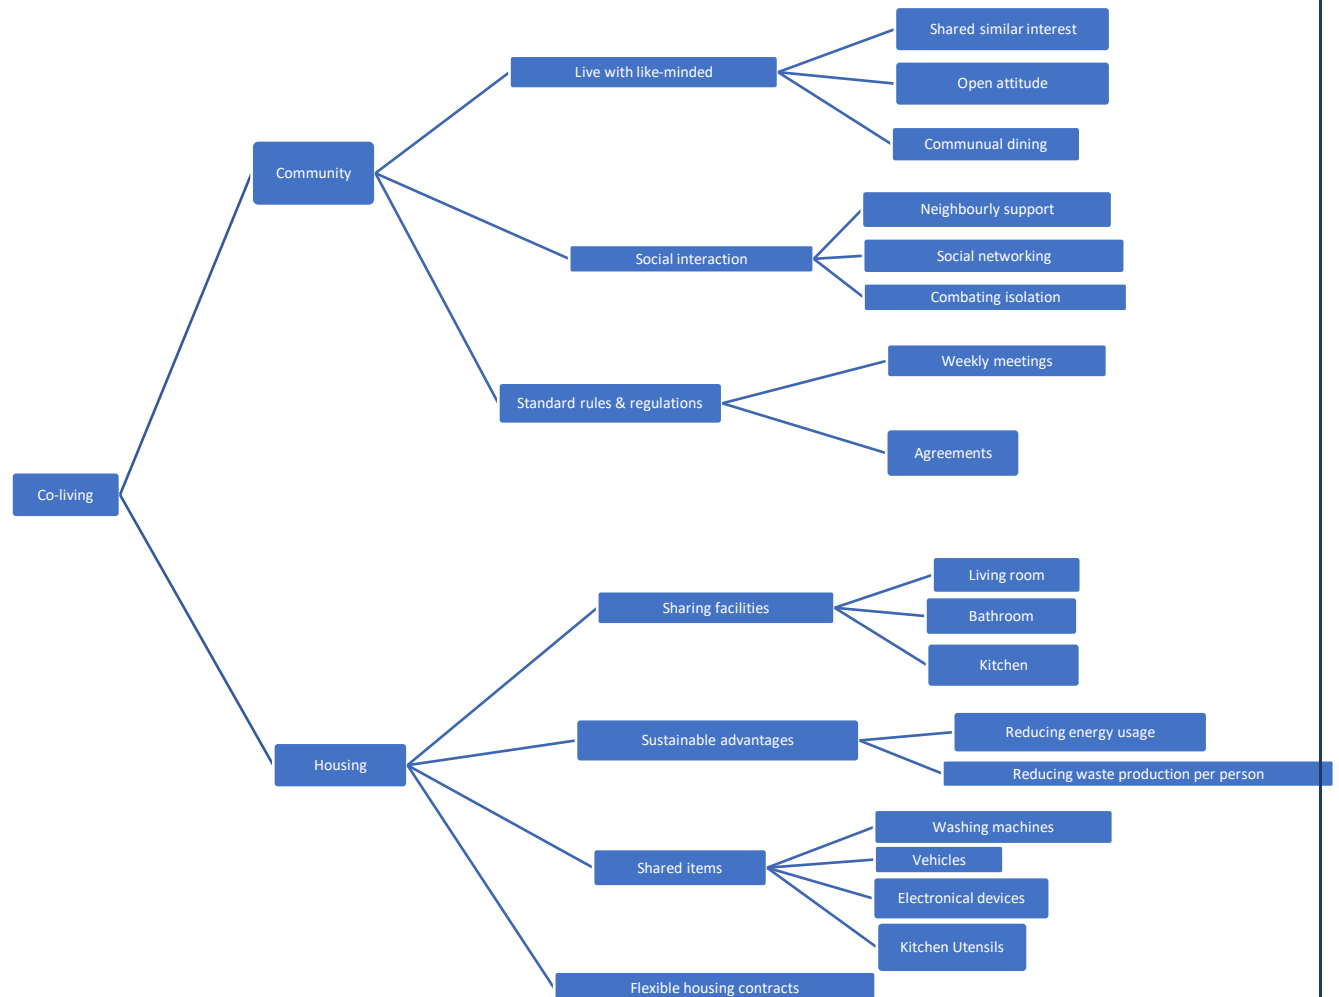 Shared similar interest
Live with like-minded
Open attitude
Communual dining
Community
Neighbourly support
Social interaction
Social networking
Combating isolation
Weekly meetings
Standard rules & regulations
Agreements
Co-living
Living room
Sharing facilities
Bathroom
Kitchen
Reducing energy usage
Sustainable advantages
Housing
Reducing waste production per person
Washing machines
Shared items
Vehicles
Electronical devices
Kitchen Utensils
Flexible housing contracts